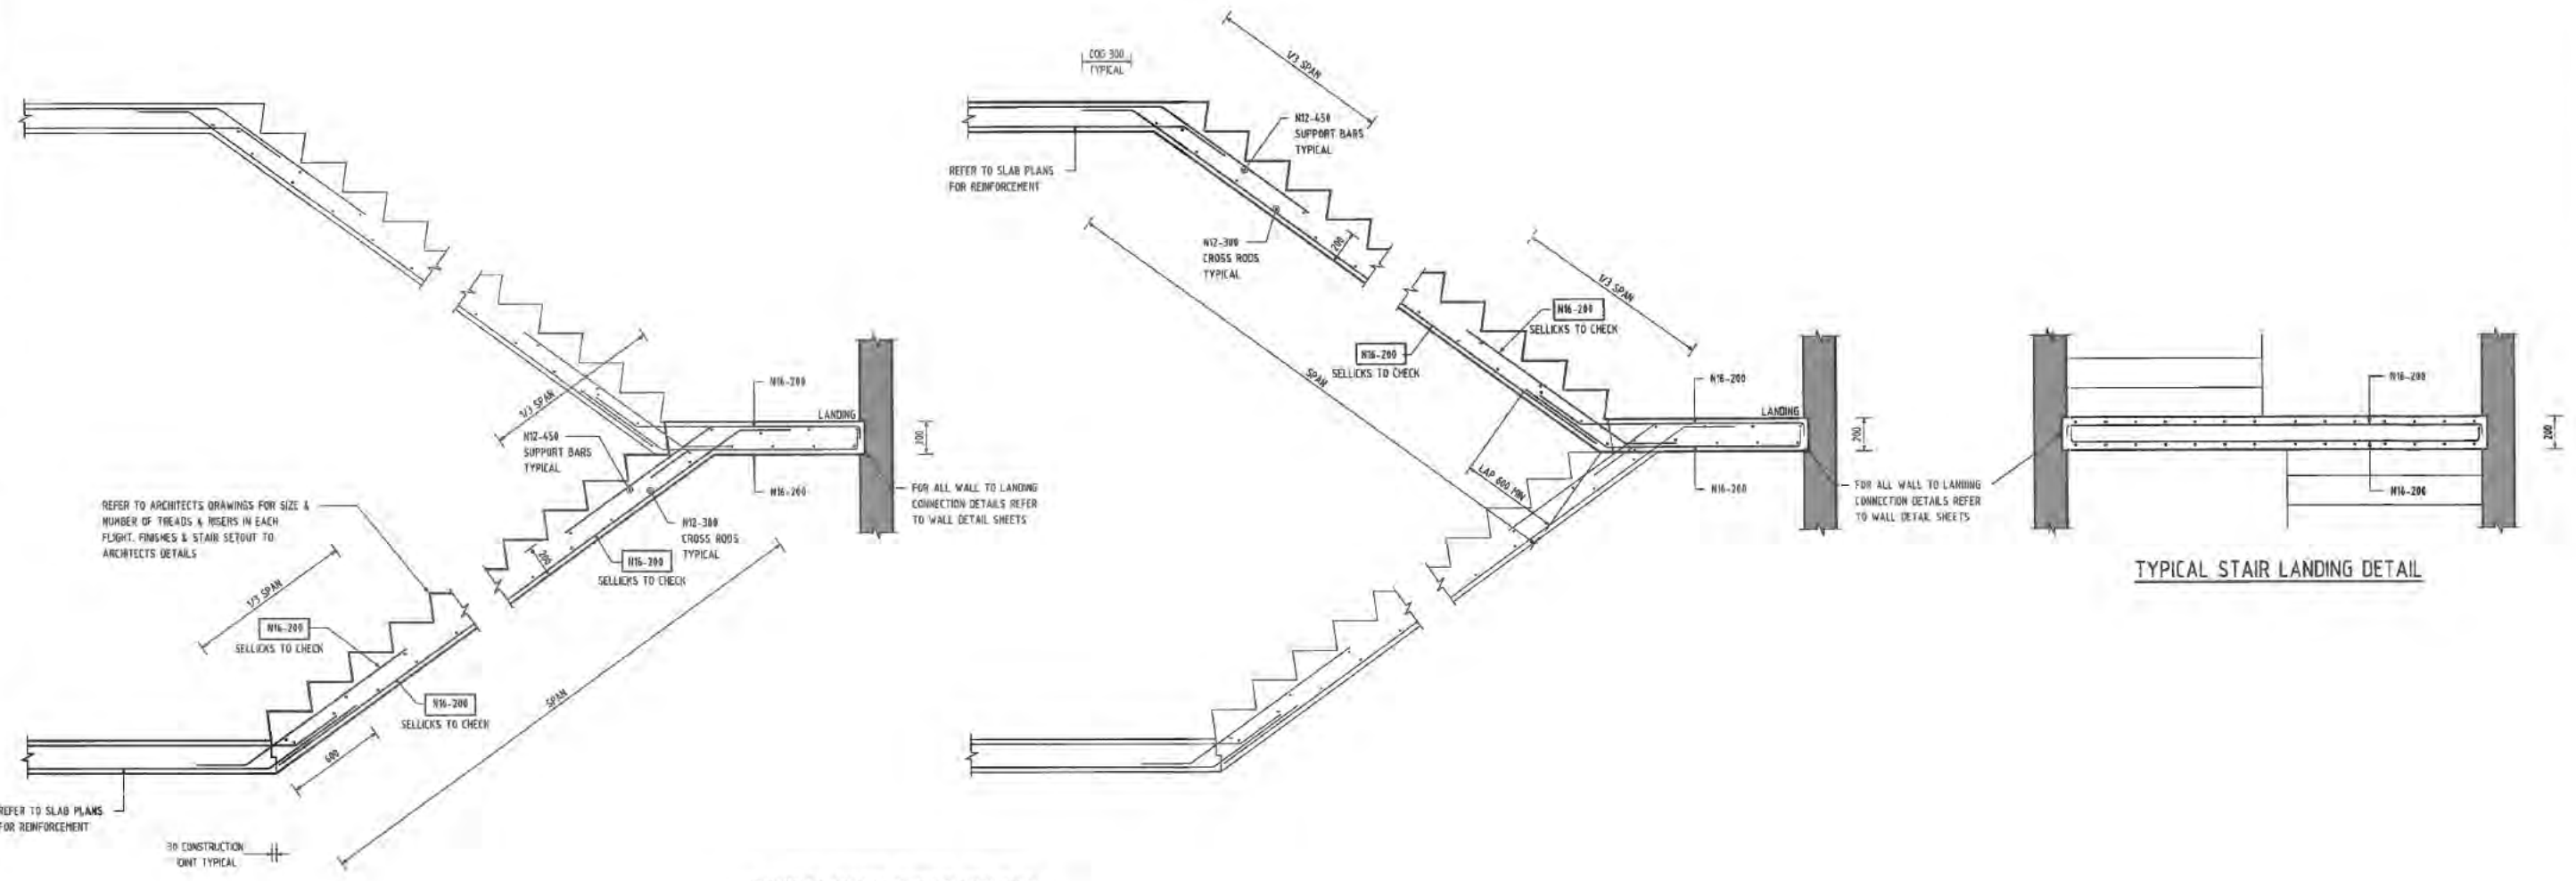 REFER TO ARCHITECTS DRAWINGS FOR SIZE &
NUMBER OF TREADS & RISERS IN EACH
FLIGHT. FINISHES & STAIR SETOUT TO
ARCHITECTS DETAILS
1/3 SPAN
N16-200
SELLICKS TO CHECK
N16-200
SELLICKS TO CHECK
600
REFER TO SLAB PLANS
FOR REINFORCEMENT
CONSTRUCTION
JOINT TYPICAL
SPAN
1/3 SPAN
N12-450
SUPPORT BARS
TYPICAL
200
N16-200
SELLICKS TO CHECK
N12-300
CROSS RODS
TYPICAL
N16-200
LANDING
200
N16-200
FOR ALL WALL TO LANDING
CONNECTION DETAILS REFER
TO WALL DETAIL SHEETS
COG 300
TYPICAL
1/3 SPAN
N12-450
SUPPORT BARS
TYPICAL
REFER TO SLAB PLANS
FOR REINFORCEMENT
N12-300
CROSS RODS
TYPICAL
200
1/3 SPAN
N16-200
SELLICKS TO CHECK
N16-200
SELLICKS TO CHECK
SPAN
LAP 600 MIN
N16-200
LANDING
200
N16-200
FOR ALL WALL TO LANDING
CONNECTION DETAILS REFER
TO WALL DETAIL SHEETS
N16-200
200
N16-200
TYPICAL STAIR LANDING DETAIL